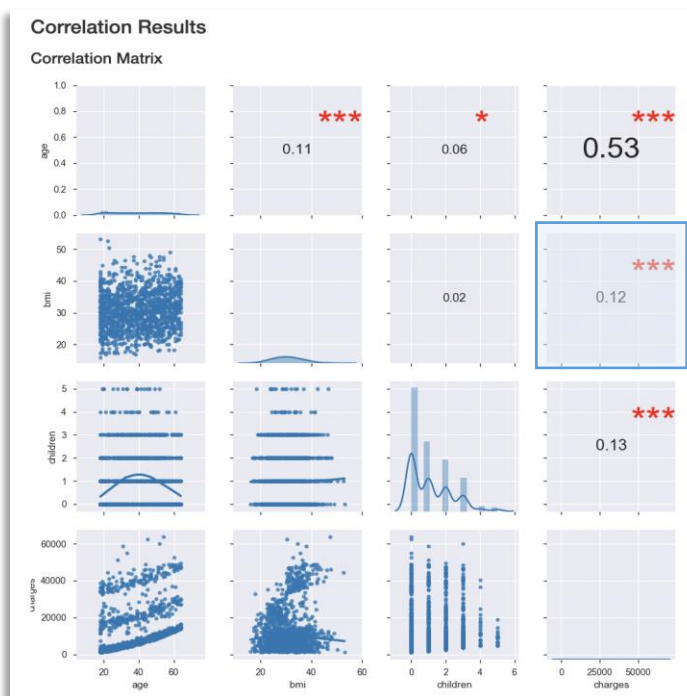 Correlation Results
Correlation Matrix
1.0
0.8
0.6
0.4
0.2
0.0
age
***
0.11
*
0.06
***
0.53
50
40
30
20
bmi
0.02
***
0.12
5
4
3
2
1
0
children
***
0.13
60000
40000
20000
0
charges
20 40 60
age
20 40 60
bmi
0 2 4 6
children
0 25000 50000
charges